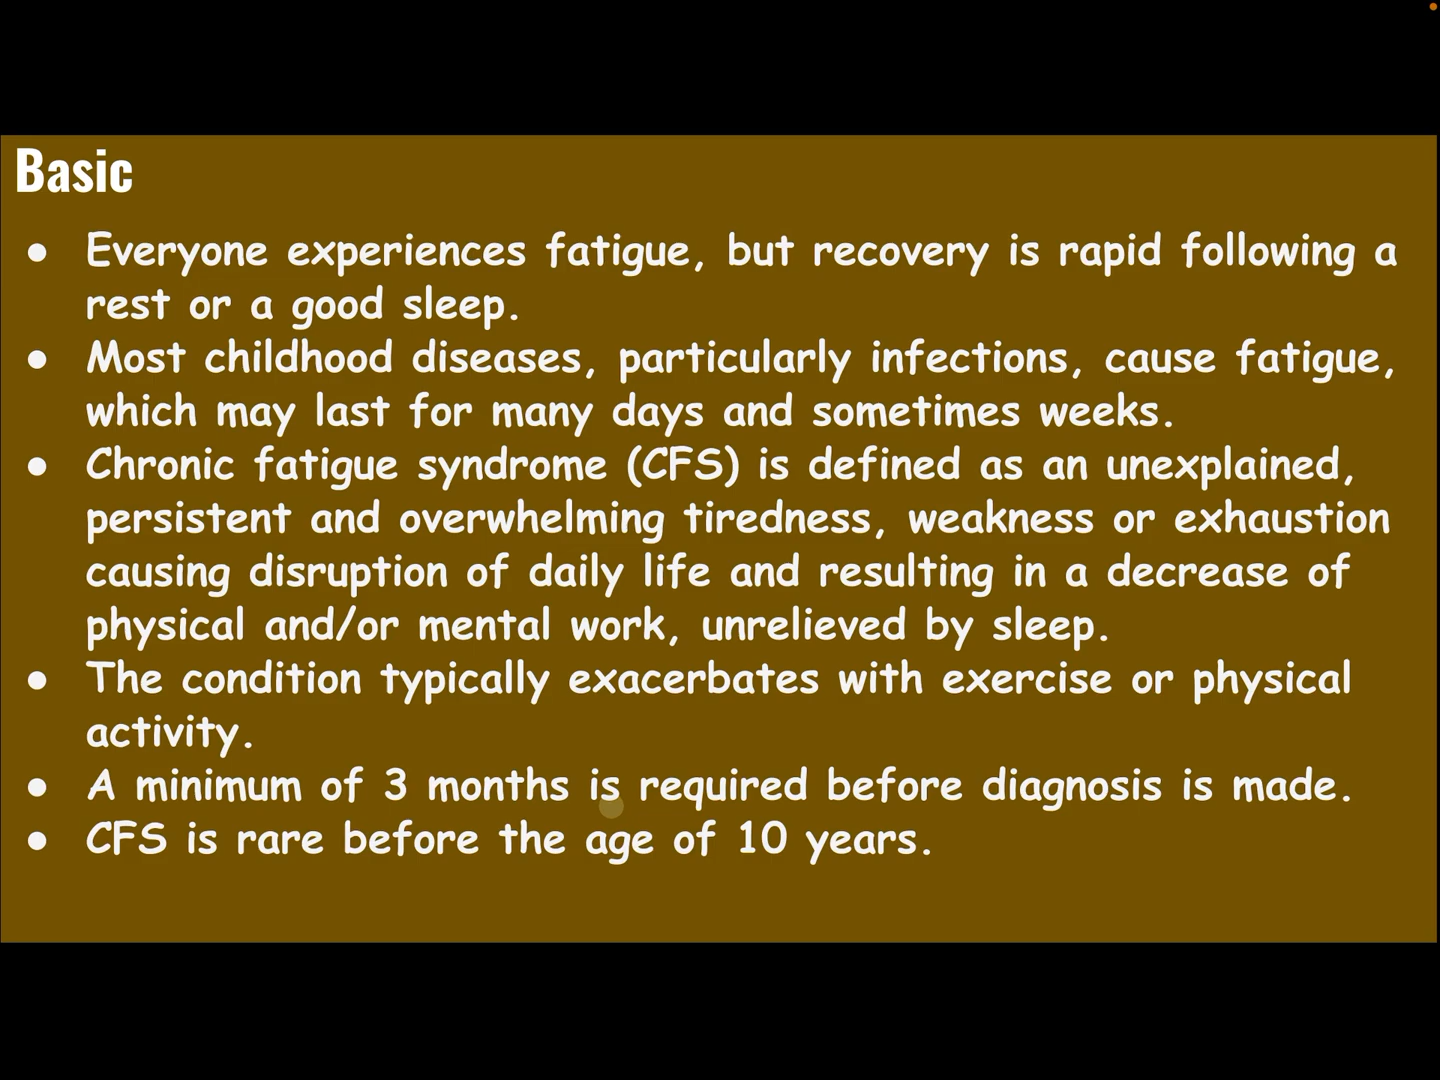 Basic
● Everyone experiences fatigue, but recovery is rapid following a
rest or a good sleep.
● Most childhood diseases, particularly infections, cause fatigue,
which may last for many days and sometimes weeks.
● Chronic fatigue syndrome (CFS) is defined as an unexplained,
persistent and overwhelming tiredness, weakness or exhaustion
causing disruption of daily life and resulting in a decrease of
physical and/or mental work, unrelieved by sleep.
● The condition typically exacerbates with exercise or physical
activity.
● A minimum of 3 months is required before diagnosis is made.
● CFS is rare before the age of 10 years.